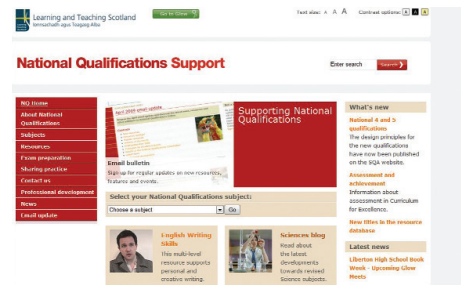 Learning and Teaching Scotland
Ionnsachadh agus Teagasg Alba
Go to Glow
Text size: A A A
Contrast options: A A A
National Qualifications Support
Enter search
Search
NQ Home
About National
Qualifications
Subjects
Resources
Exam preparation
Sharing practice
Contact us
Professional development
News
Email update
April 2010 email update
Email bulletin
Sign up for regular updates on new resources,
features and events.
Supporting National
Qualifications
Select your National Qualifications subject:
Choose a subject
Go
English Writing
Skills
This multi-level
resource supports
personal and
creative writing.
Sciences blog
Read about
the latest
developments
towards revised
Science subjects.
What's new
National 4 and 5
qualifications
The design principles for
the new qualifications
have now been published
on the SQA website.
Assessment and
achievement
Information about
assessment in Curriculum
for Excellence.
New titles in the resource
database
Latest news
Liberton High School Book
Week - Upcoming Glow
Meets